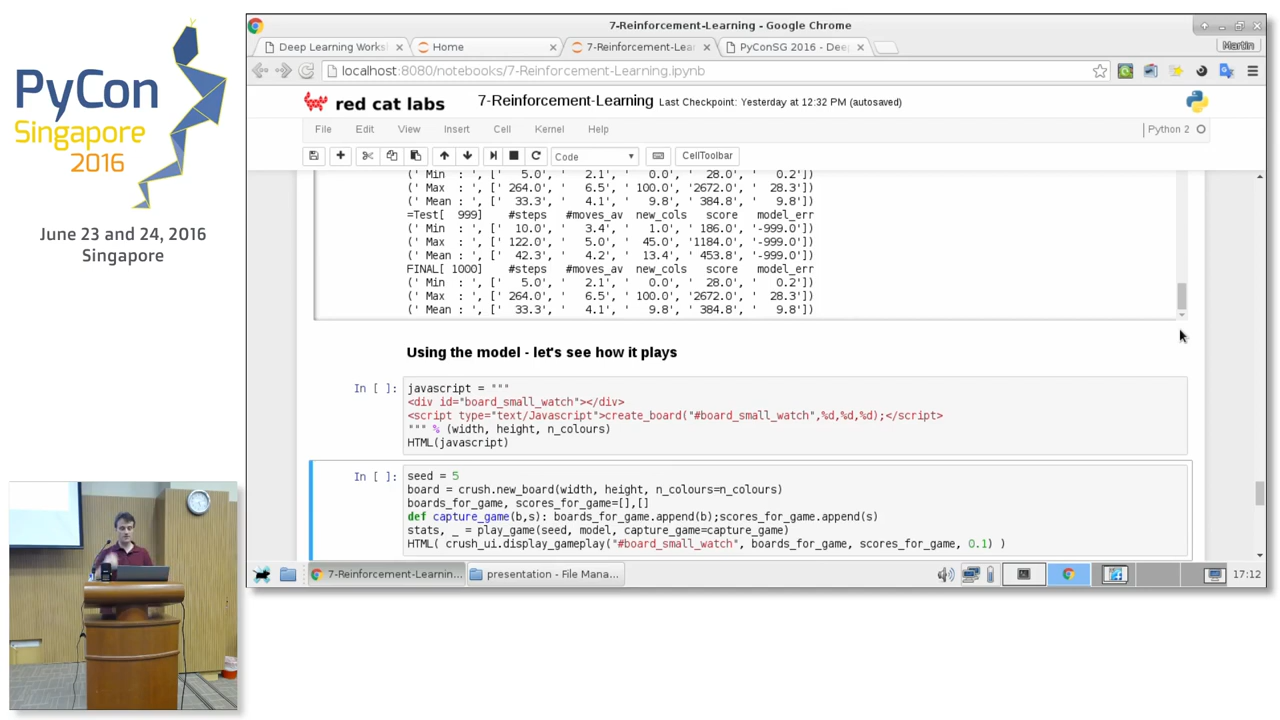 PyCon
Singapore
2016
June 23 and 24, 2016
Singapore
7-Reinforcement-Learning - Google Chrome
Deep Learning Works
Home
7-Reinforcement-Lear
PyConSG 2016 - Dee
Martin
localhost:8080/notebooks/7-Reinforcement-Learning.ipynb
red cat labs
7-Reinforcement-Learning Last Checkpoint: Yesterday at 12:32 PM (autosaved)
File Edit View Insert Cell Kernel Help
Python 2
Code
CellToolbar
(' Min  : ', ['  5.0', '  2.1', '  0.0', '  28.0', '  0.2'])
(' Max  : ', [' 264.0', '  6.5', ' 100.0', '2672.0', ' 28.3'])
(' Mean : ', [' 33.3', '  4.1', '  9.8', ' 384.8', '  9.8'])
=Test[  999] #steps #moves_av new_cols score model_err
(' Min  : ', [' 10.0', '  3.4', '  1.0', ' 186.0', '-999.0'])
(' Max  : ', [' 122.0', '  5.0', ' 45.0', '1184.0', '-999.0'])
(' Mean : ', [' 42.3', '  4.2', ' 13.4', ' 453.8', '-999.0'])
FINAL[ 1000] #steps #moves_av new_cols score model_err
(' Min  : ', ['  5.0', '  2.1', '  0.0', '  28.0', '  0.2'])
(' Max  : ', [' 264.0', '  6.5', ' 100.0', '2672.0', ' 28.3'])
(' Mean : ', [' 33.3', '  4.1', '  9.8', ' 384.8', '  9.8'])
Using the model - let's see how it plays
In [ ]: javascript = """
<div id="board_small_watch"></div>
<script type="text/Javascript">create_board("#board_small_watch",%d,%d,%d);</script>
""" % (width, height, n_colours)
HTML(javascript)
In [ ]: seed = 5
board = crush.new_board(width, height, n_colours=n_colours)
boards_for_game, scores_for_game=[],[]
def capture_game(b,s): boards_for_game.append(b);scores_for_game.append(s)
stats, _ = play_game(seed, model, capture_game=capture_game)
HTML( crush_ui.display_gameplay("#board_small_watch", boards_for_game, scores_for_game, 0.1) )
7-Reinforcement-Learnin...
presentation - File Mana...
17:12